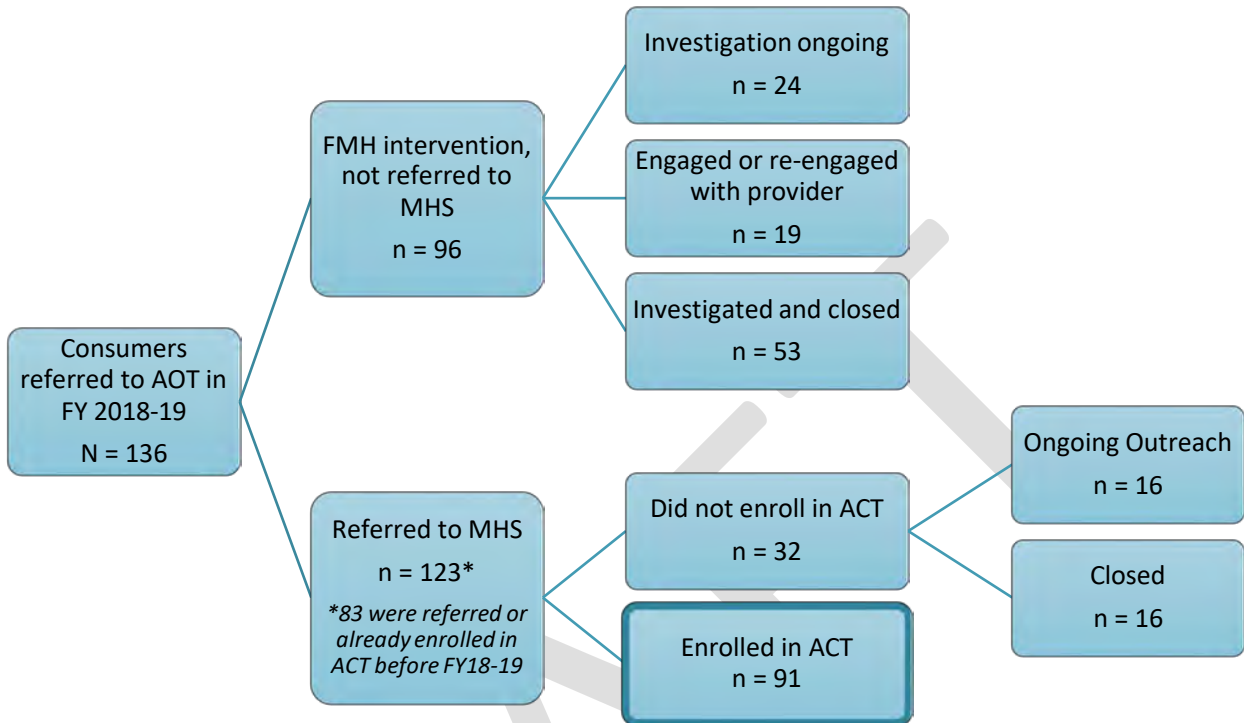 Consumers
referred to AOT in
FY 2018-19
N = 136
FMH intervention,
not referred to
MHS
n = 96
Investigation ongoing
n = 24
Engaged or re-engaged
with provider
n = 19
Investigated and closed
n = 53
Referred to MHS
n = 123*
*83 were referred or
already enrolled in
ACT before FY18-19
Did not enroll in ACT
n = 32
Ongoing Outreach
n = 16
Closed
n = 16
Enrolled in ACT
n = 91